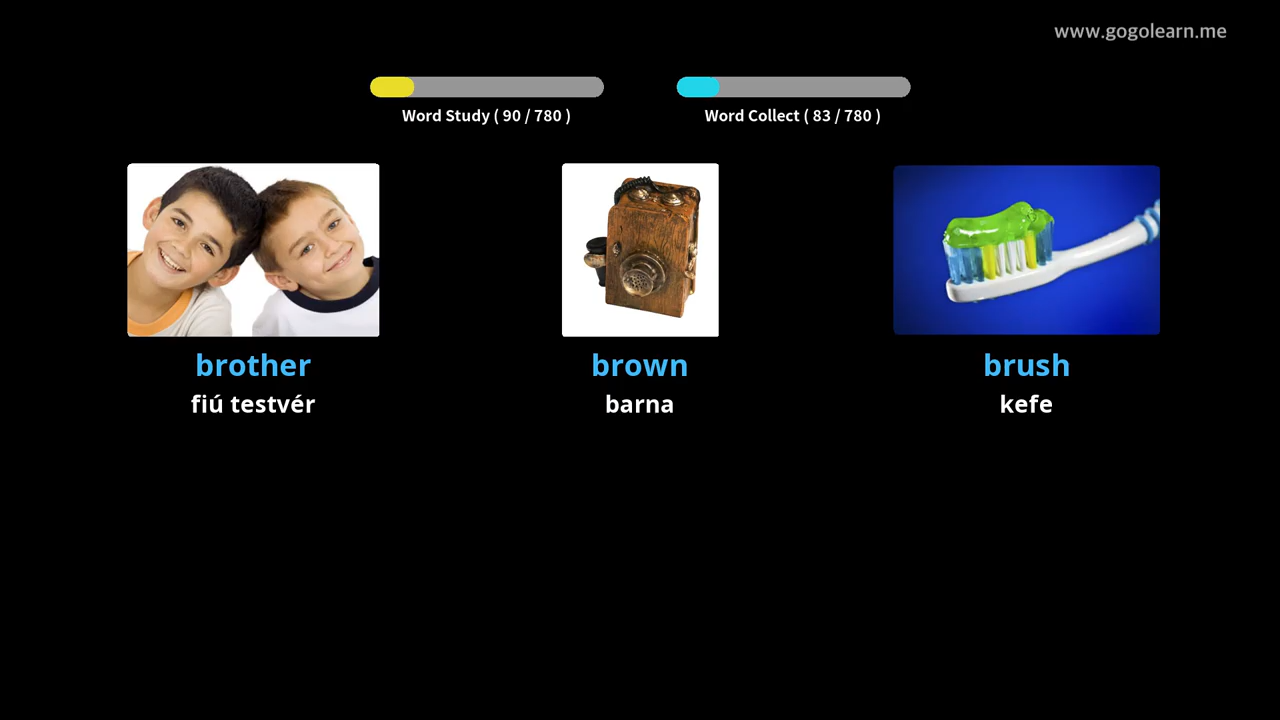 www.gogolearn.me
Word Study ( 90 / 780 )
Word Collect ( 83 / 780 )
brother
fiú testvér
brown
barna
brush
kefe